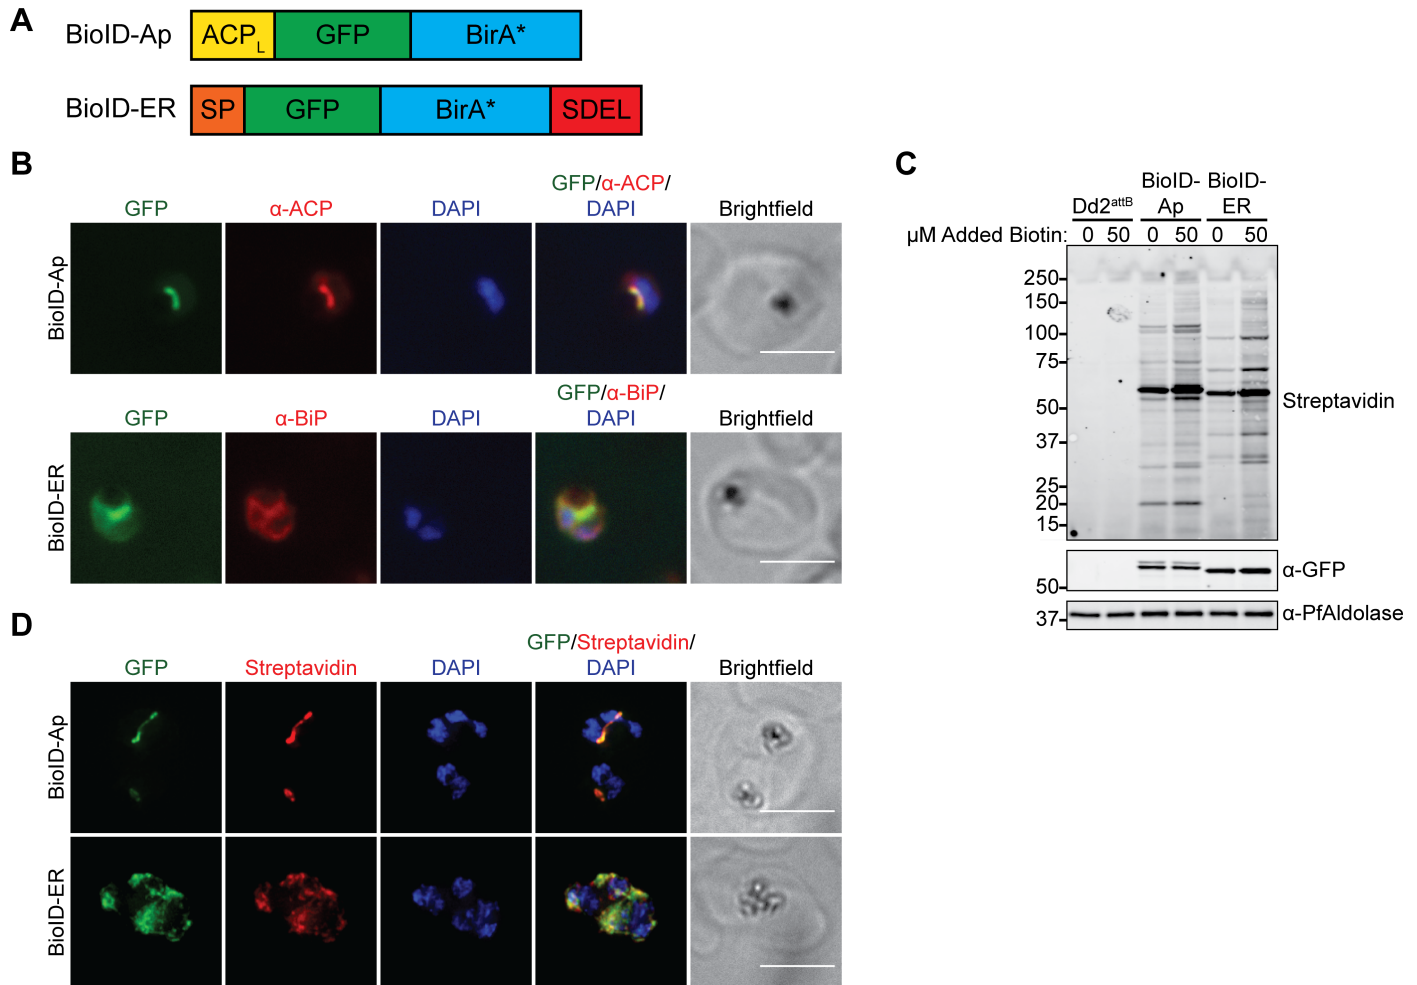 A
BioID-Ap
ACPL
GFP
BirA*
BioID-ER
SP
GFP
BirA*
SDEL
B
GFP
α-ACP
DAPI
GFP/α-ACP/
DAPI
Brightfield
BioID-Ap
GFP
α-BiP
DAPI
GFP/α-BiP/
DAPI
Brightfield
BioID-ER
C
BioID- BioID-
Dd2attB Ap ER
µM Added Biotin: 0 50 0 50 0 50
250
150
100
75
50
37
25
20
15
Streptavidin
50
α-GFP
37
α-PfAldolase
D
GFP
Streptavidin
DAPI
GFP/Streptavidin/
DAPI
Brightfield
BioID-Ap
BioID-ER